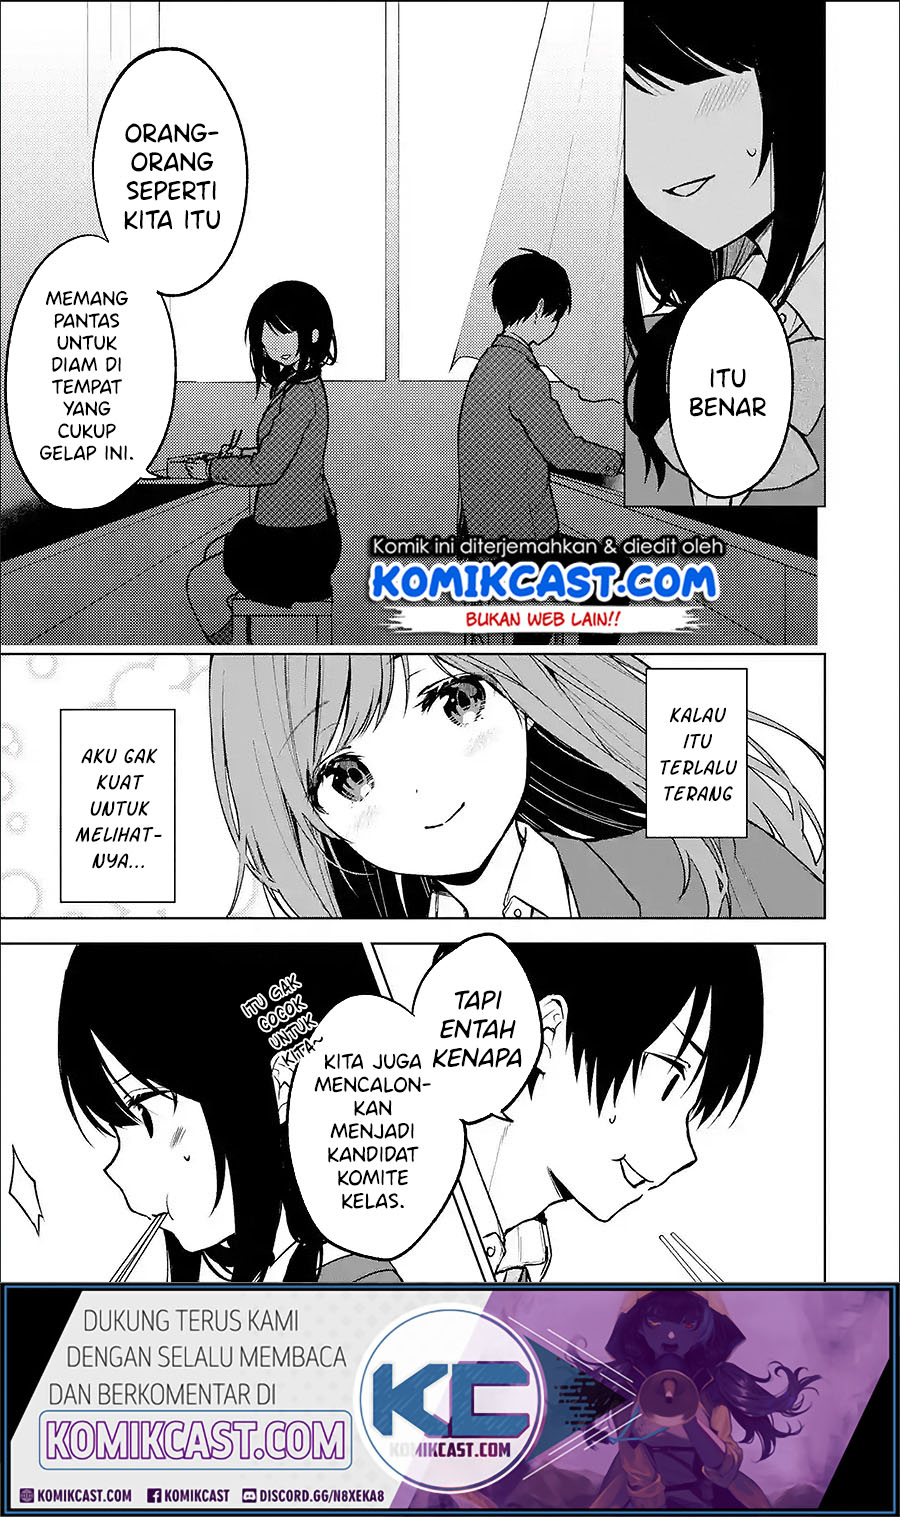 ITU
BENAR
ORANG-
ORANG
SEPERTI
KITA ITU
MEMANG
PANTAS
UNTUK
DIAM DI
TEMPAT
YANG
CUKUP
GELAP INI.
Komik ini diterjemahkan & diedit oleh
KOMIKCAST.COM
BUKAN WEB LAIN!!
KALAU
ITU
TERLALU
TERANG
AKU GAK
KUAT
UNTUK
MELIHAT-
NYA...
TAPI
ENTAH
KENAPA
KITA JUGA
MENCALON-
KAN
MENJADI
KANDIDAT
KOMITE
KELAS.
ITU GAK
COCOK
UNTUK
KITA~
DUKUNG TERUS KAMI
DENGAN SELALU MEMBACA
DAN BERKOMENTAR DI
KOMIKCAST.COM
KC
KOMIKCAST.COM
KOMIKCAST.COM
KOMIKCAST
DISCORD.GG/N8XEKA8